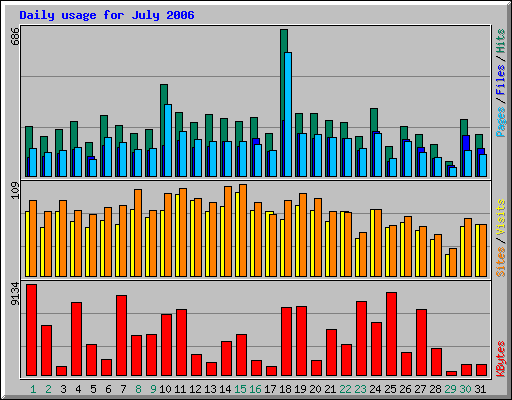 Daily usage for July 2006
686
Pages / Files / Hits
109
Sites / Visits
9134
KBytes
1 2 3 4 5 6 7 8 9 10 11 12 13 14 15 16 17 18 19 20 21 22 23 24 25 26 27 28 29 30 31